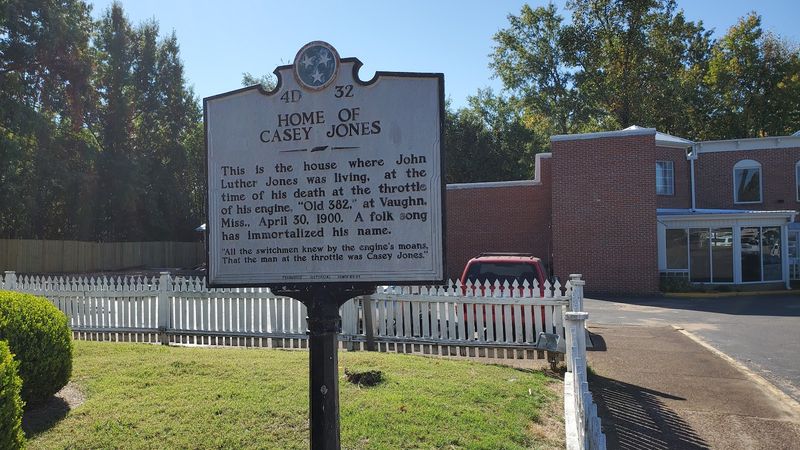 4D 32
HOME OF
CASEY JONES
This is the house where John
Luther Jones was living, at the
time of his death at the throttle
of his engine, "Old 382," at Vaughn,
Miss., April 30, 1900. A folk song
has immortalized his name.
"All the switchmen knew by the engine's moans,
That the man at the throttle was Casey Jones."
TENNESSEE HISTORICAL COMMISSION